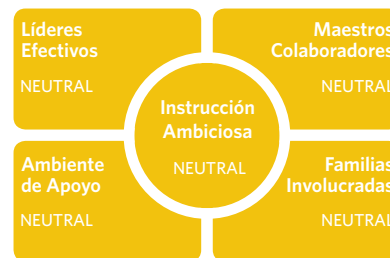 Líderes
Efectivos
NEUTRAL
Maestros
Colaboradores
NEUTRAL
Instrucción
Ambiciosa
NEUTRAL
Ambiente
de Apoyo
NEUTRAL
Familias
Involucradas
NEUTRAL